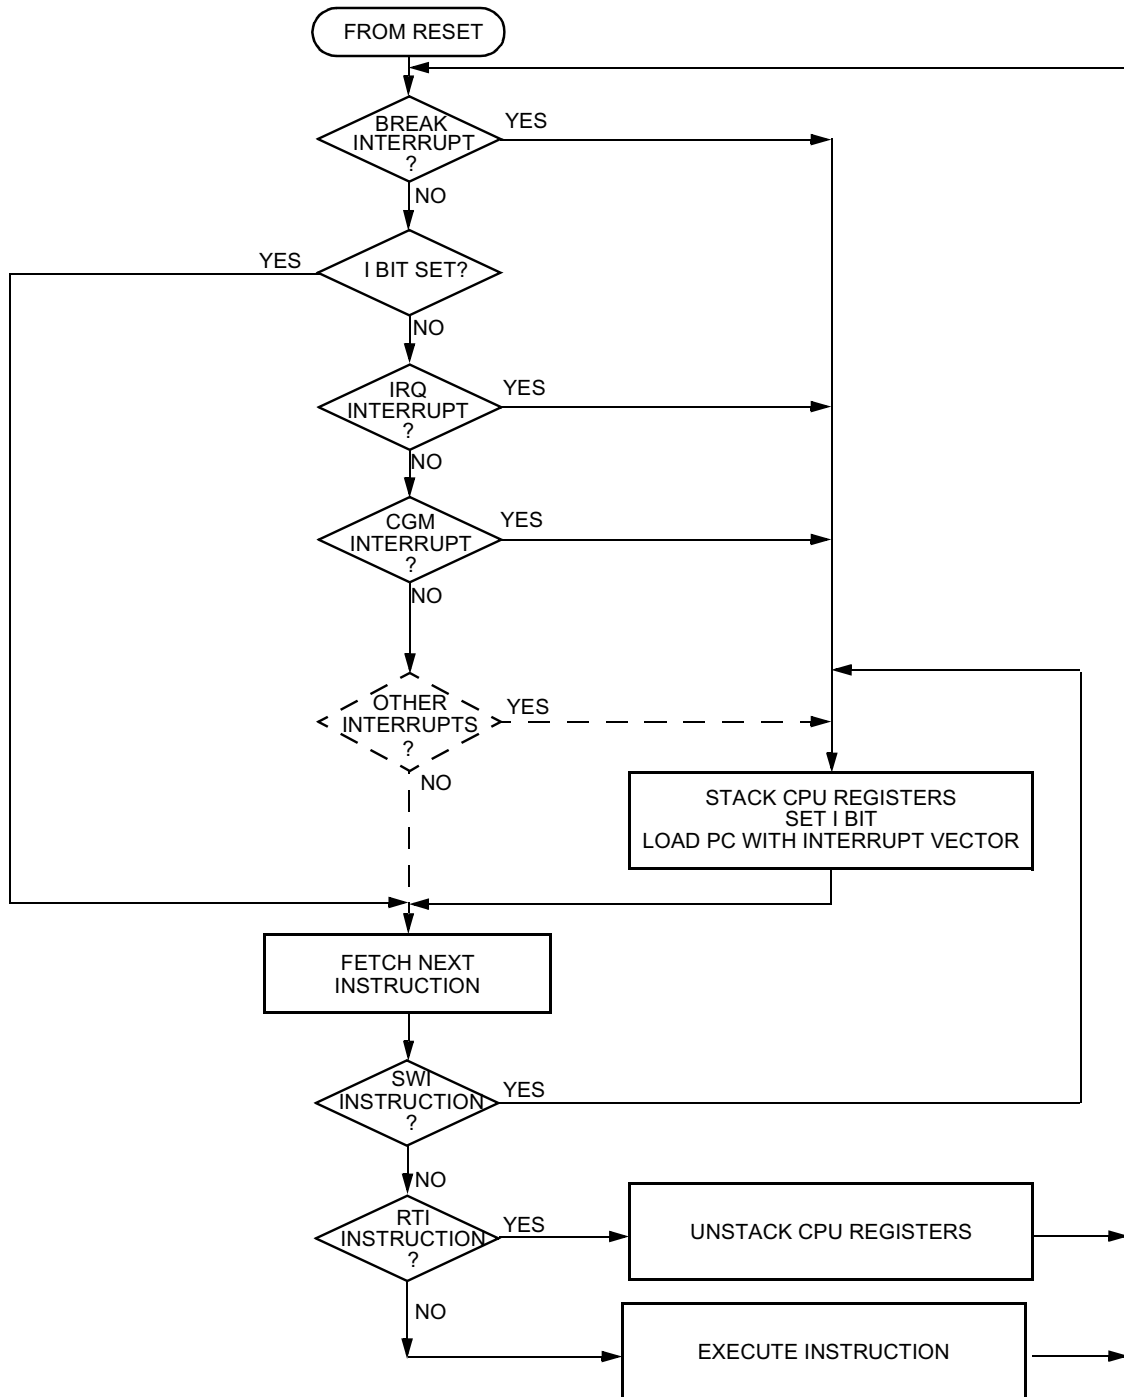 FROM RESET
BREAK
INTERRUPT
?
YES
NO
YES
I BIT SET?
NO
IRQ
INTERRUPT
?
YES
NO
CGM
INTERRUPT
?
YES
NO
OTHER
INTERRUPTS
?
YES
NO
STACK CPU REGISTERS
SET I BIT
LOAD PC WITH INTERRUPT VECTOR
FETCH NEXT
INSTRUCTION
SWI
INSTRUCTION
?
YES
NO
RTI
INSTRUCTION
?
YES
UNSTACK CPU REGISTERS
NO
EXECUTE INSTRUCTION